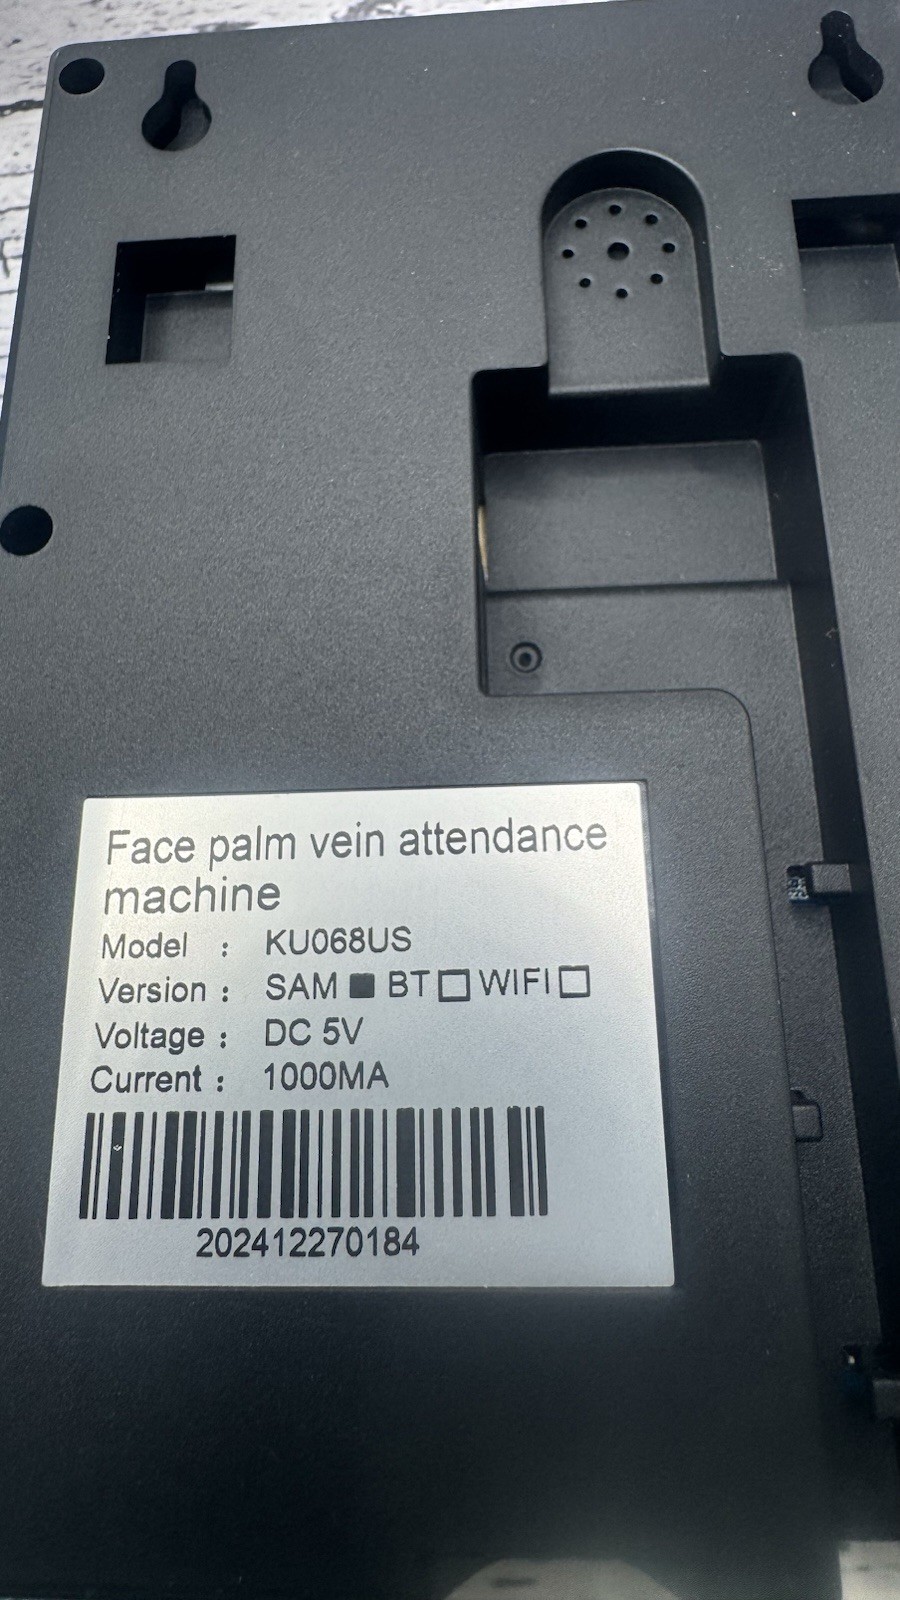 Face palm vein attendance
machine
Model : KU068US
Version : SAM ■ BT □ WIFI □
Voltage : DC 5V
Current : 1000MA
202412270184